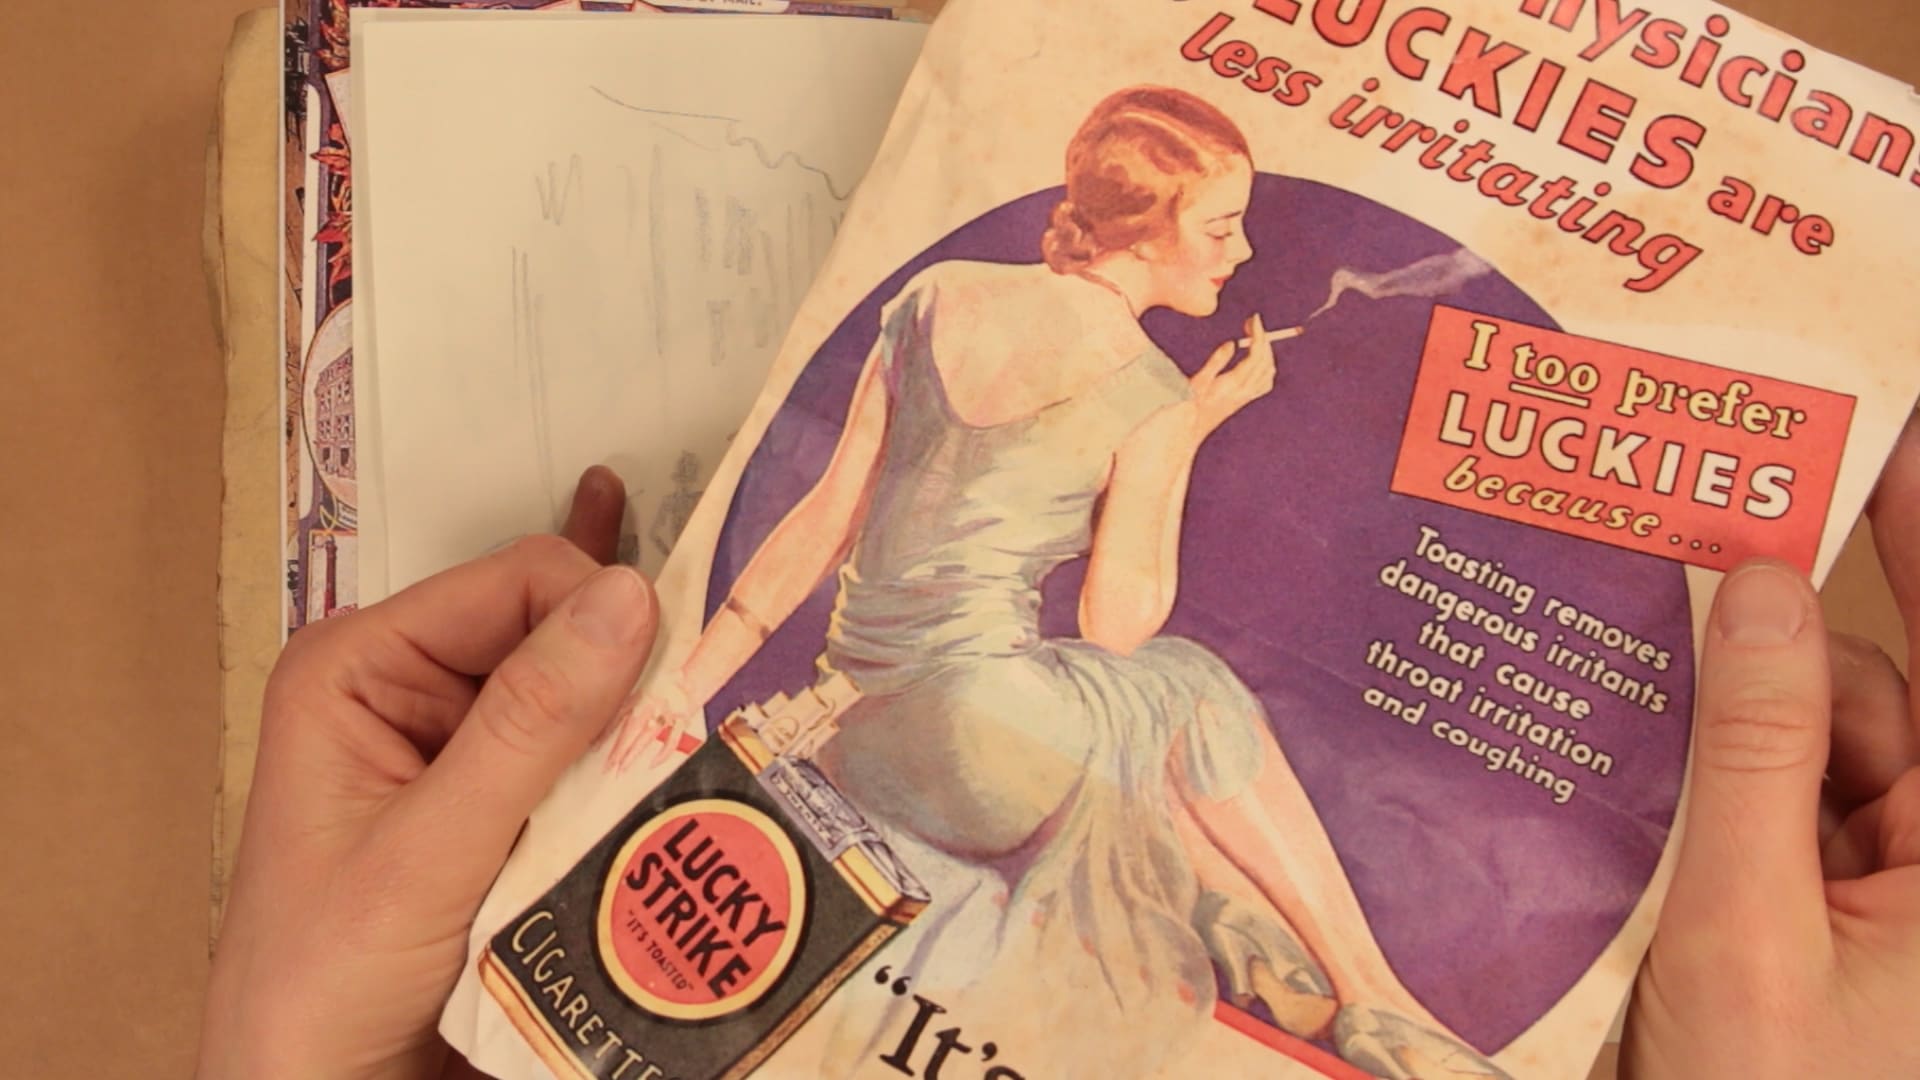 hysicians
LUCKIES are
less irritating
I too prefer
LUCKIES
because...
Toasting removes
dangerous irritants
that cause
throat irritation
and coughing
LUCKY
STRIKE
"IT'S TOASTED"
CIGARETTE
"It's